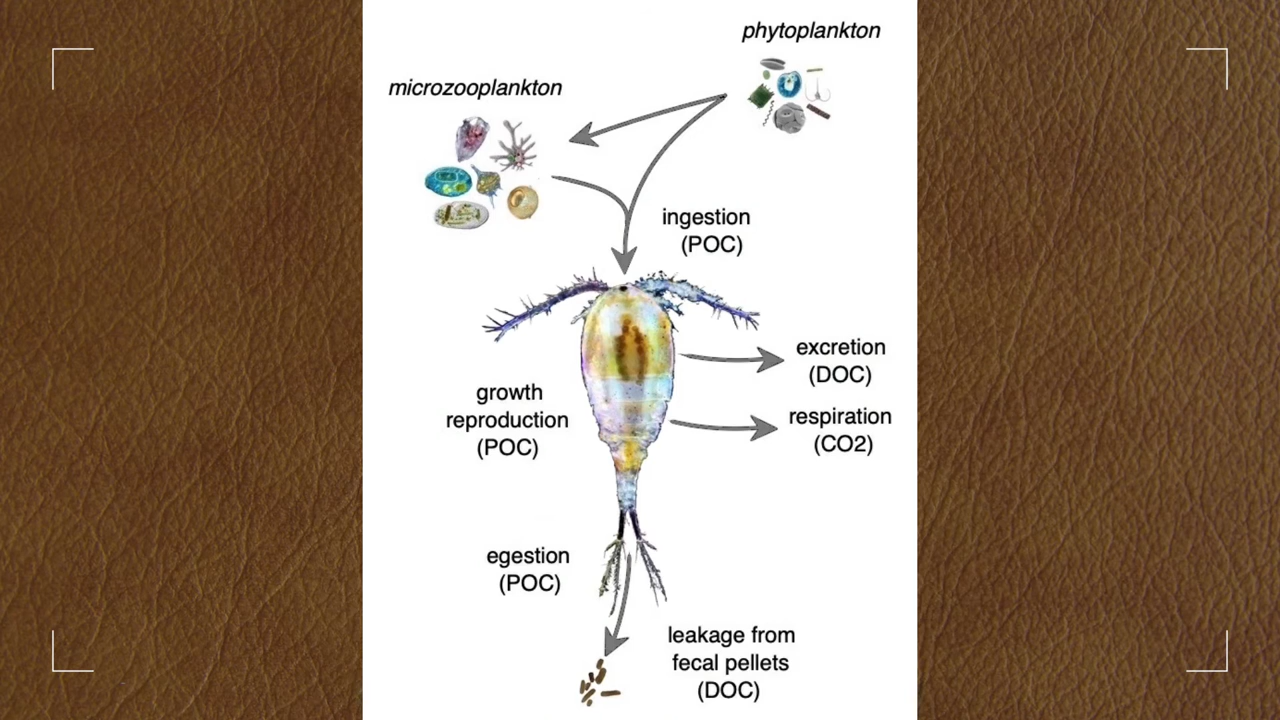 phytoplankton
microzooplankton
ingestion
(POC)
excretion
(DOC)
growth
reproduction
(POC)
respiration
(CO2)
egestion
(POC)
leakage from
fecal pellets
(DOC)